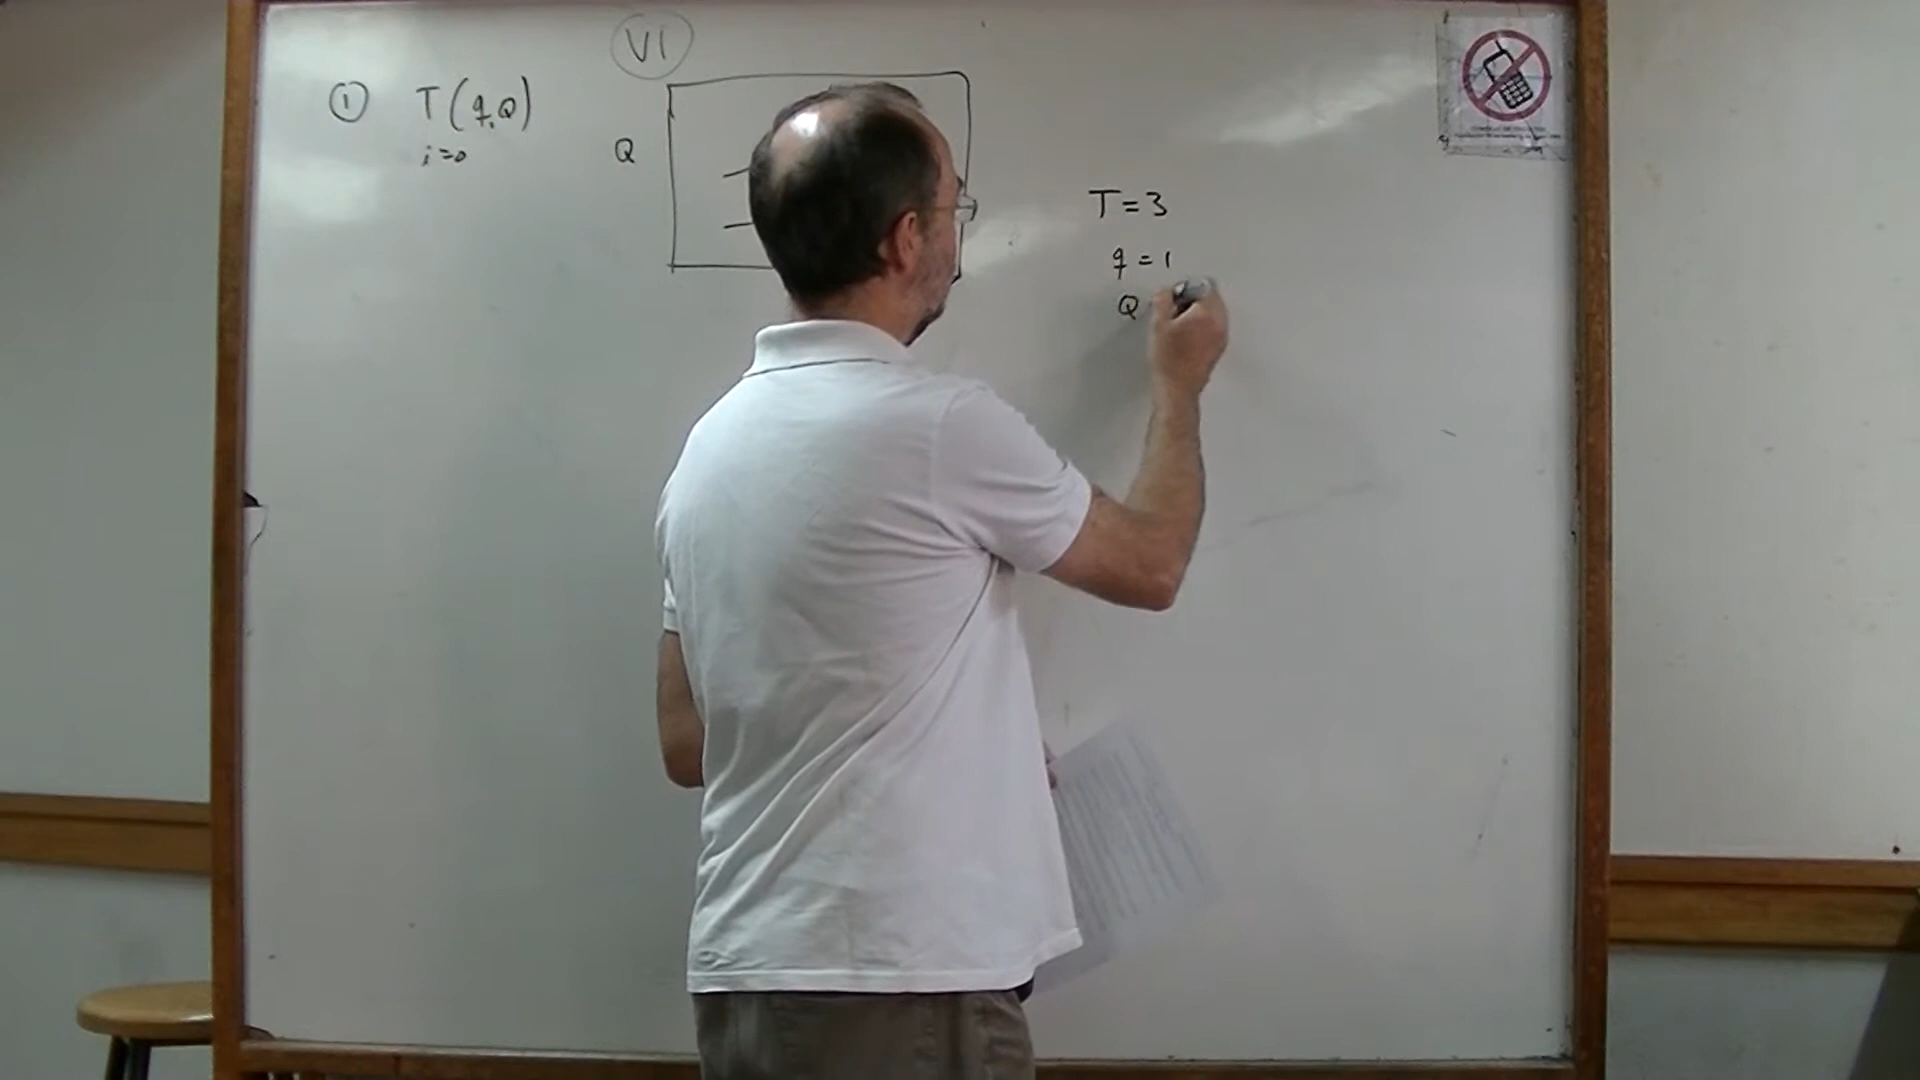 VI
① T(q,Q)
i=0
Q
T=3
q=1
Q